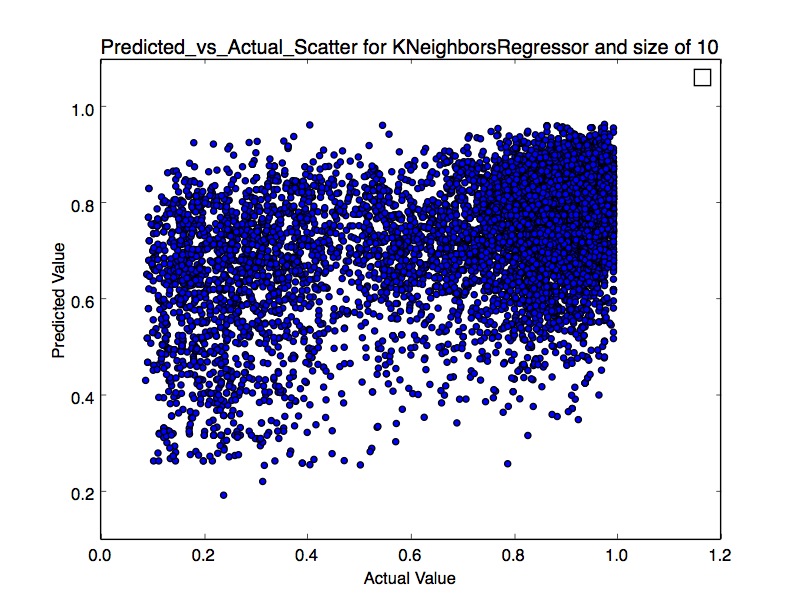 Predicted_vs_Actual_Scatter for KNeighborsRegressor and size of 10
1.0
0.8
0.6
0.4
0.2
Predicted Value
0.0 0.2 0.4 0.6 0.8 1.0 1.2
Actual Value